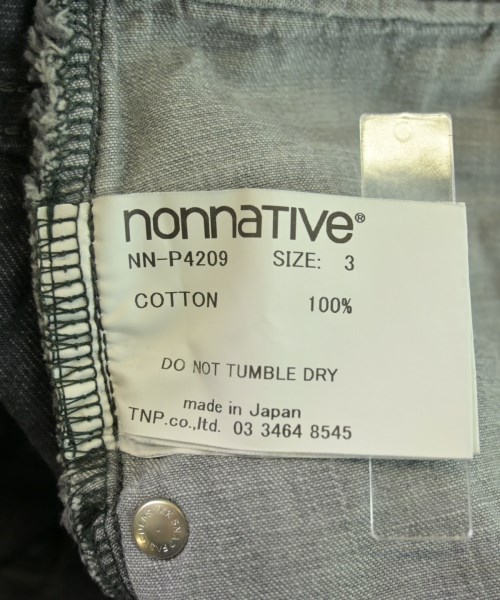 nonnative®
NN-P4209 SIZE: 3
COTTON 100%
DO NOT TUMBLE DRY
made in Japan
TNP.co.,ltd. 03 3464 8545